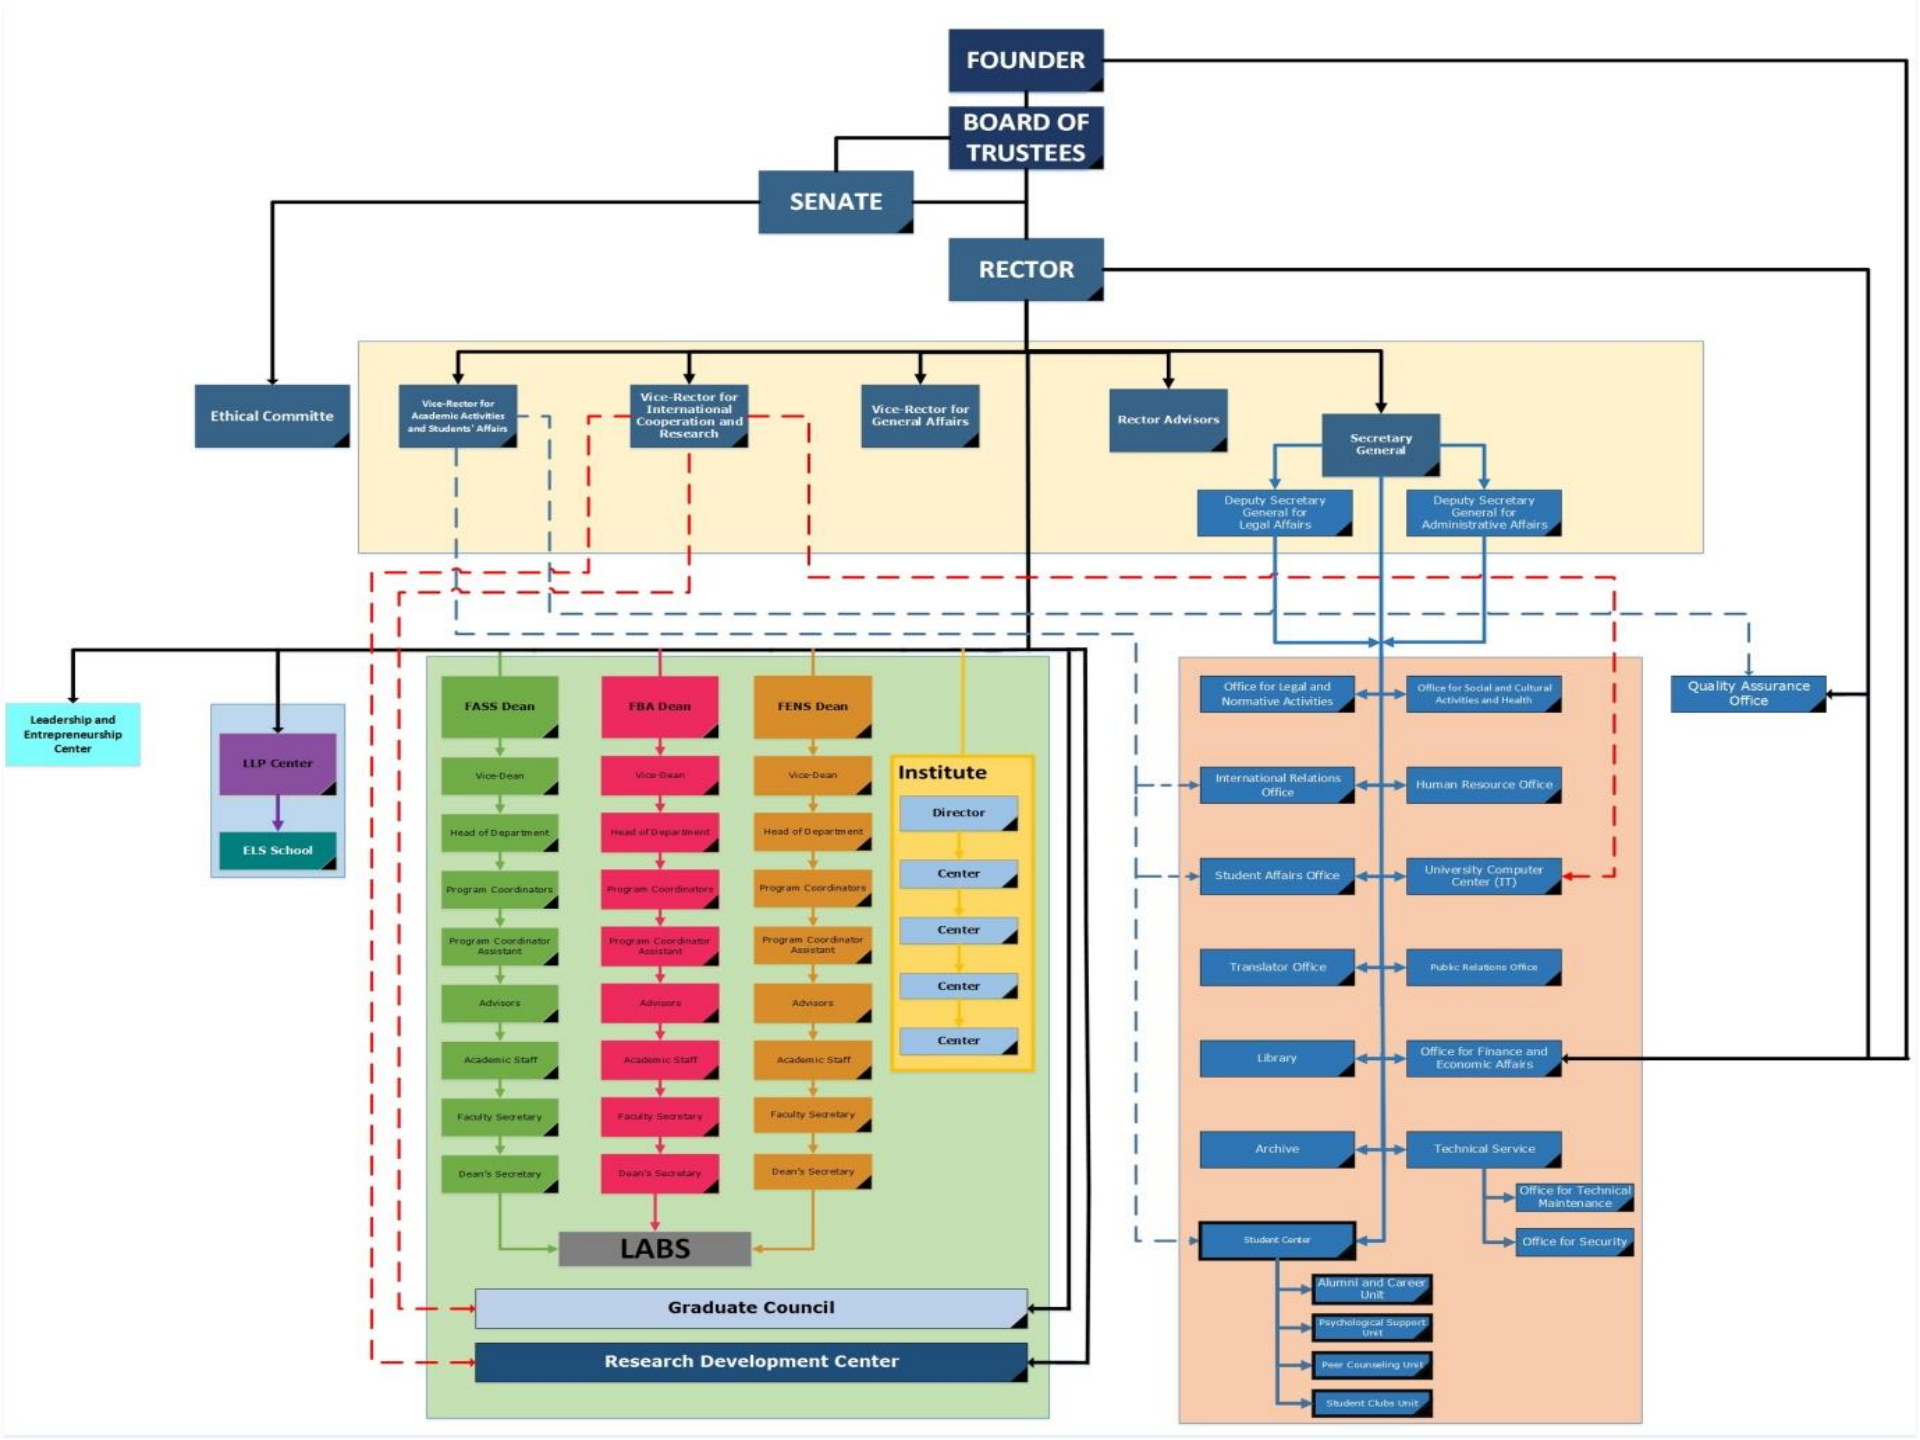 FOUNDER
BOARD OF
TRUSTEES
SENATE
RECTOR
Ethical Committe
Vice-Rector for
Academic Activities
and Students' Affairs
Vice-Rector for
International
Cooperation and
Research
Vice-Rector for
General Affairs
Rector Advisors
Secretary
General
Deputy Secretary
General for
Legal Affairs
Deputy Secretary
General for
Administrative Affairs
Leadership and
Entrepreneurship
Center
LLP Center
ELS School
FASS Dean
Vice-Dean
Head of Department
Program Coordinators
Program Coordinator
Assistant
Advisors
Academic Staff
Faculty Secretary
Dean's Secretary
FBA Dean
Vice-Dean
Head of Department
Program Coordinators
Program Coordinator
Assistant
Advisors
Academic Staff
Faculty Secretary
Dean's Secretary
FENS Dean
Vice-Dean
Head of Department
Program Coordinators
Program Coordinator
Assistant
Advisors
Academic Staff
Faculty Secretary
Dean's Secretary
Institute
Director
Center
Center
Center
Center
LABS
Graduate Council
Research Development Center
Office for Legal and
Normative Activities
Office for Social and Cultural
Activities and Health
Quality Assurance
Office
International Relations
Office
Human Resource Office
Student Affairs Office
University Computer
Center (IT)
Translator Office
Public Relations Office
Library
Office for Finance and
Economic Affairs
Archive
Technical Service
Office for Technical
Maintenance
Office for Security
Student Center
Alumni and Career
Unit
Psychological Support
Unit
Peer Counseling Unit
Student Clubs Unit